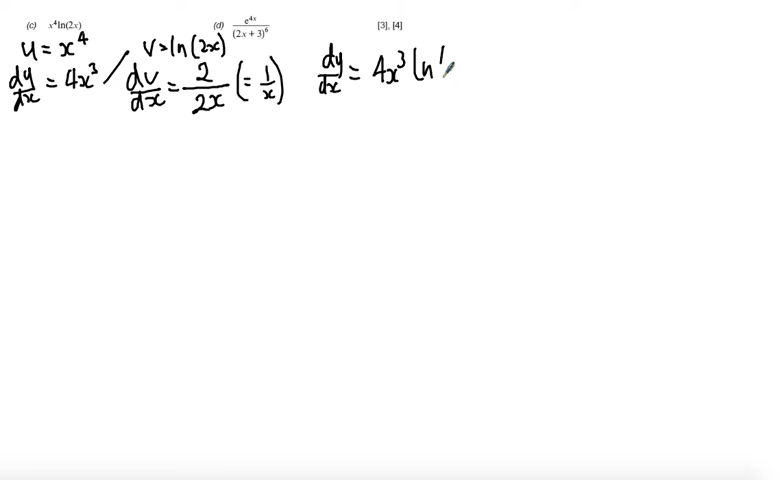 (c) x⁴ln(2x) (d) e⁴ˣ/(2x + 3)⁶ [3], [4]
u = x⁴ v = ln(2x)
dy/dx = 4x³ dv/dx = 2/2x (= 1/x) dy/dx = 4x³ ln